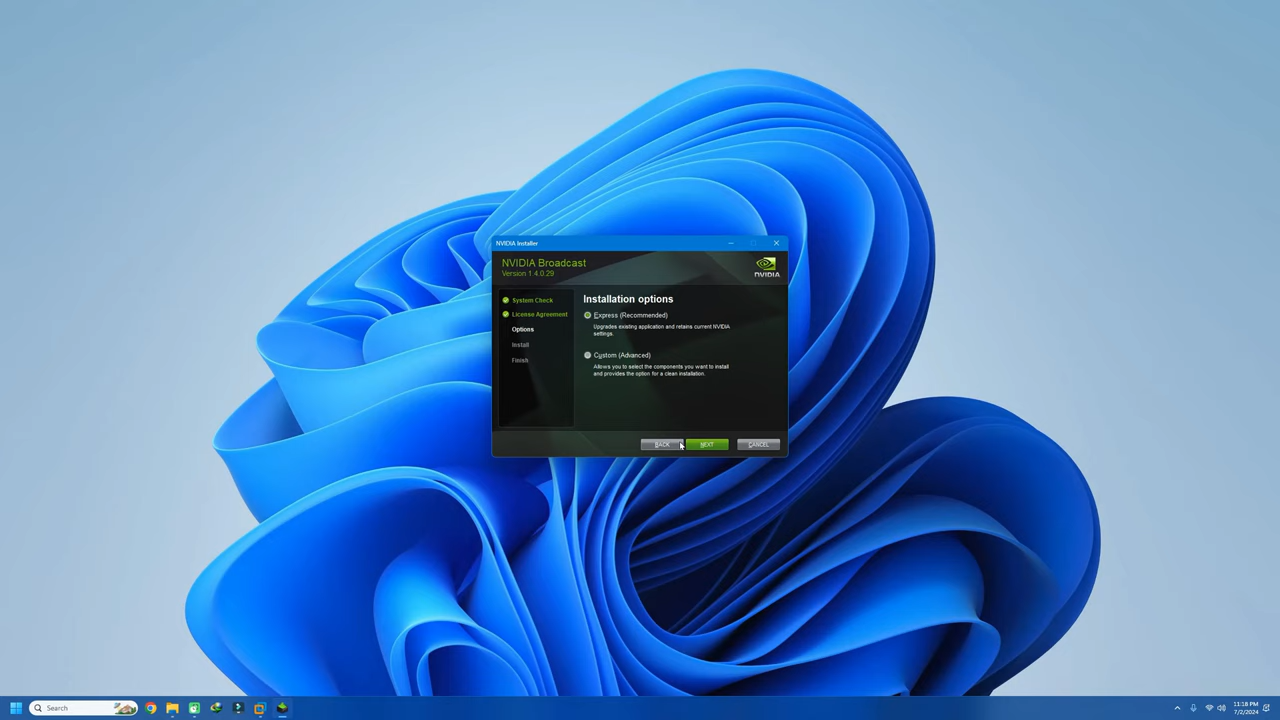 NVIDIA Installer
NVIDIA Broadcast
Version 1.4.0.29
NVIDIA
System Check
License Agreement
Options
Install
Finish
Installation options
Express (Recommended)
Upgrades existing application and retains current NVIDIA
settings.
Custom (Advanced)
Allows you to select the components you want to install
and provides the option for a clean installation.
BACK
NEXT
CANCEL
Search
11:18 PM
7/2/2024